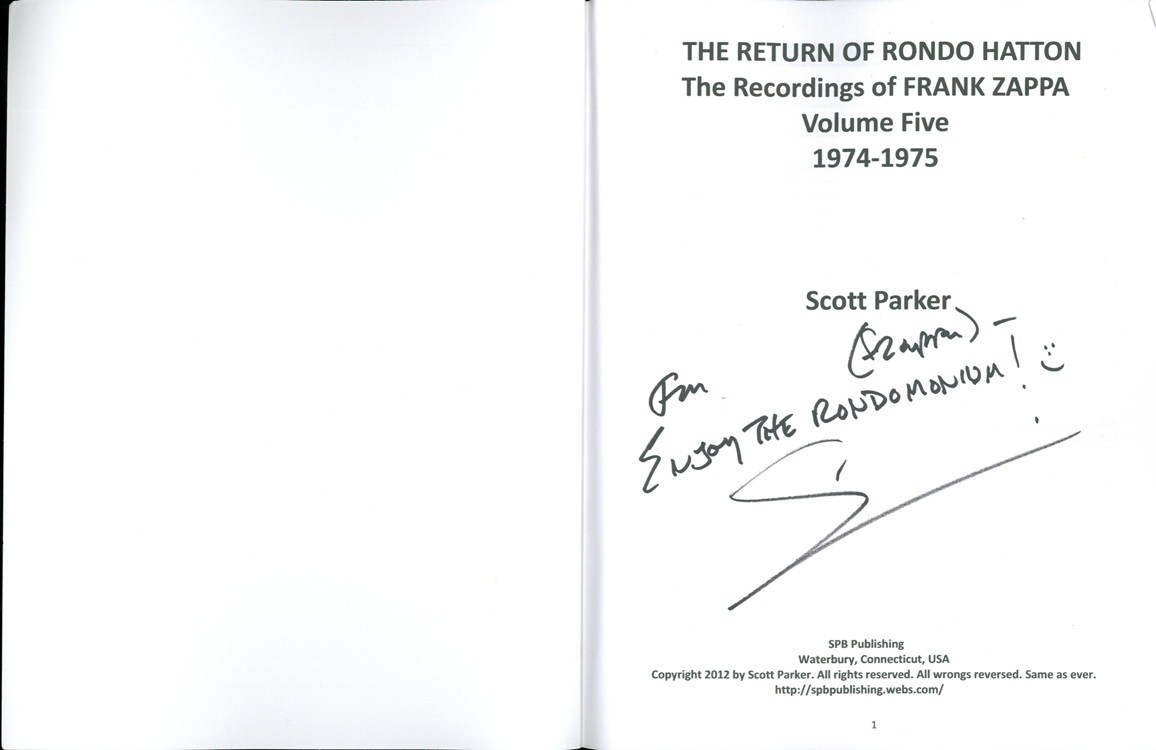 THE RETURN OF RONDO HATTON
The Recordings of FRANK ZAPPA
Volume Five
1974-1975
Scott Parker
For
ENJOY THE RONDOMONIUM!
SPB Publishing
Waterbury, Connecticut, USA
Copyright 2012 by Scott Parker. All rights reserved. All wrongs reversed. Same as ever.
http://spbpublishing.webs.com/
1